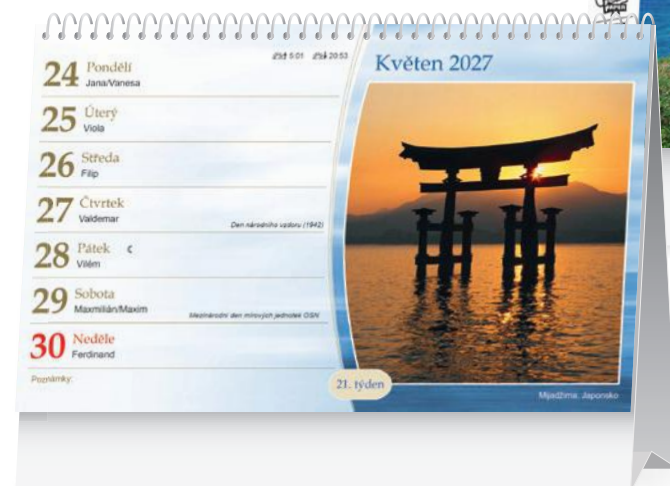 5:01 20:53
Květen 2027
24 Pondělí
Jana/Vanesa
25 Úterý
Viola
26 Středa
Filip
27 Čtvrtek
Valdemar
Den národního vzdoru (1942)
28 Pátek
Vilém
29 Sobota
Maxmilián/Maxim
Mezinárodní den mírových jednotek OSN
30 Neděle
Ferdinand
Poznámky:
21. týden
Mijadžima, Japonsko